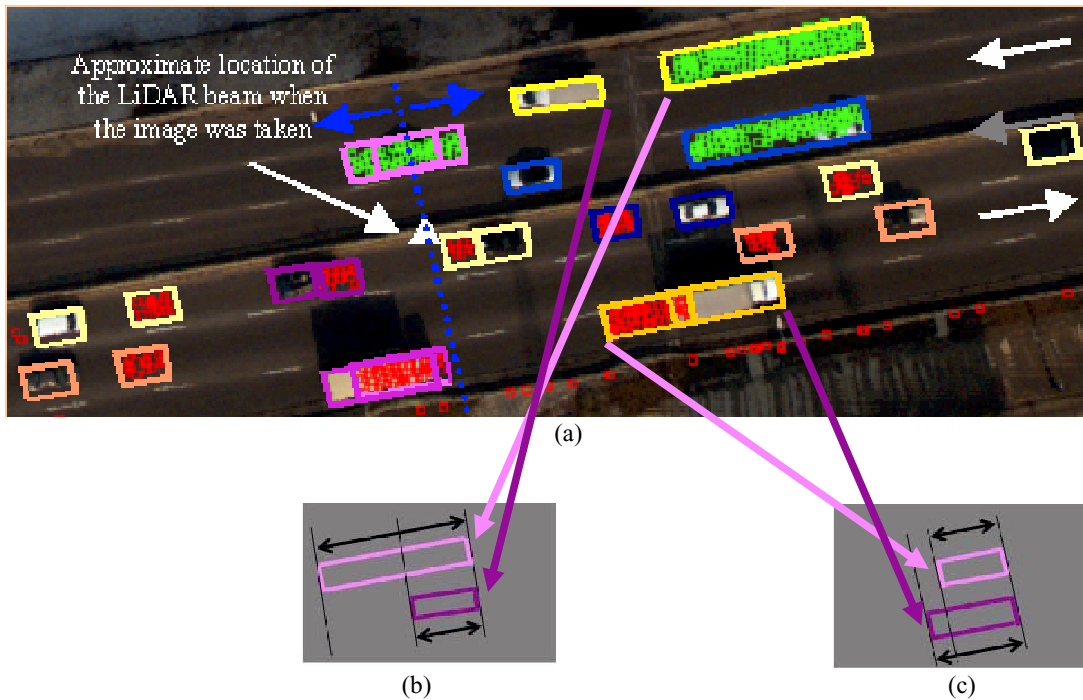 Approximate location of
the LiDAR beam when
the image was taken
(a)
(b)
(c)